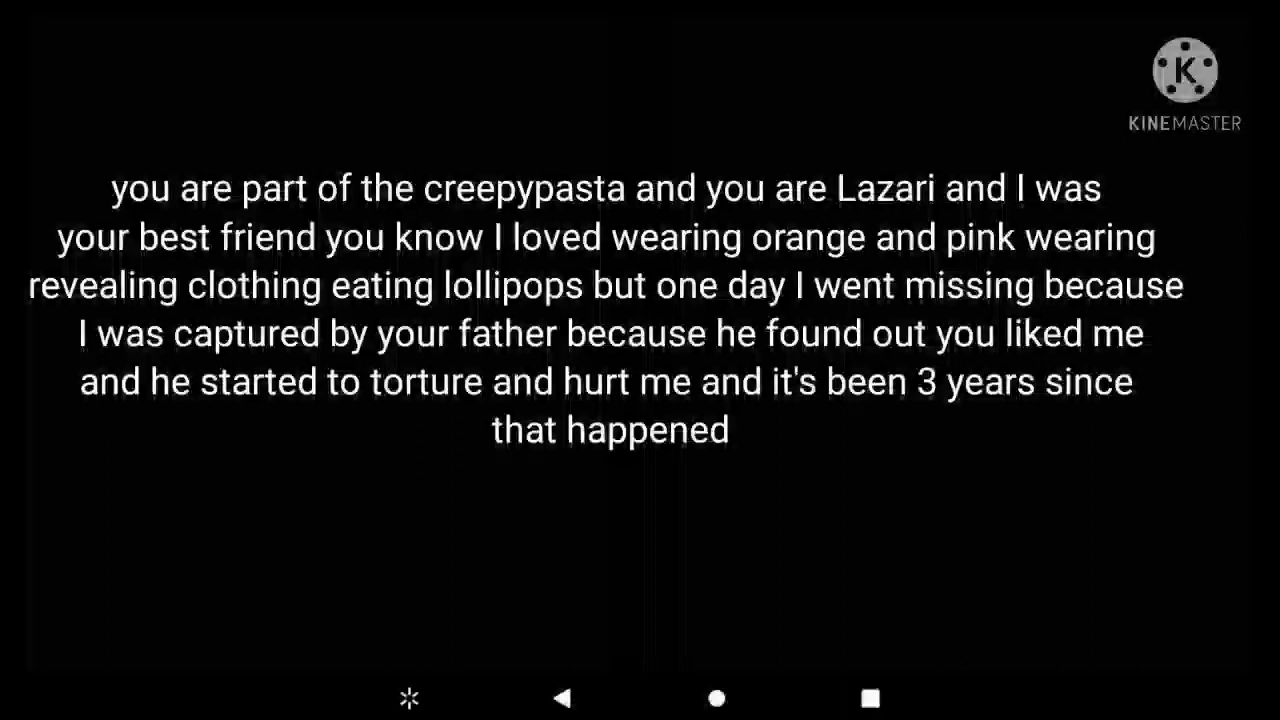 K
KINEMASTER
you are part of the creepypasta and you are Lazari and I was
your best friend you know I loved wearing orange and pink wearing
revealing clothing eating lollipops but one day I went missing because
I was captured by your father because he found out you liked me
and he started to torture and hurt me and it's been 3 years since
that happened